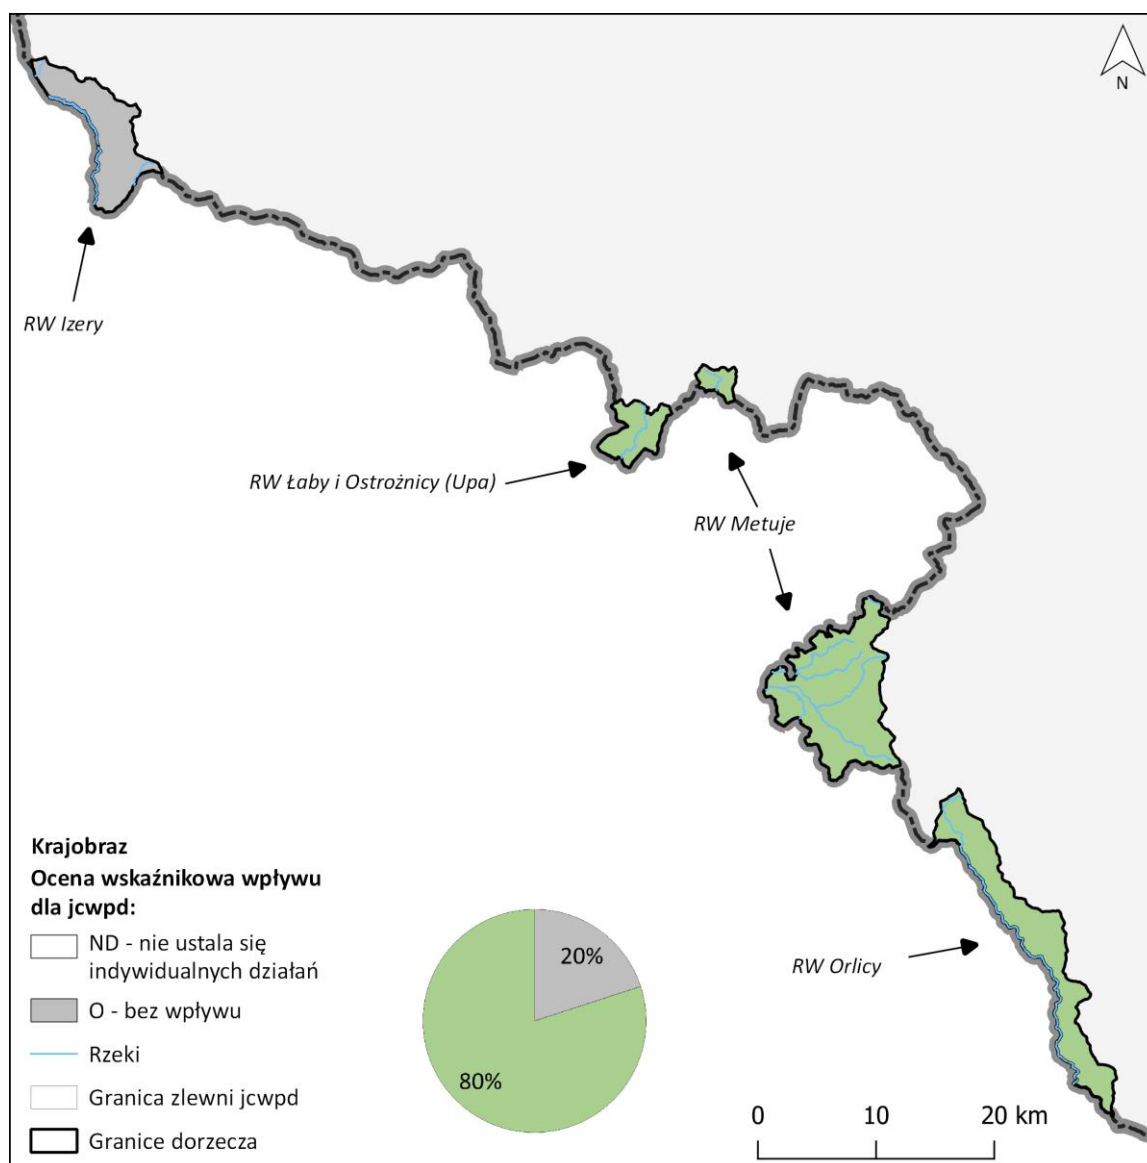 N
RW Izery
RW Łaby i Ostrożnicy (Upa)
RW Metuje
RW Orlicy
Krajobraz
Ocena wskaźnikowa wpływu
dla jcwpd:
ND - nie ustala się
indywidualnych działań
O - bez wpływu
Rzeki
Granica zlewni jcwpd
Granice dorzecza
20%
80%
0 10 20 km